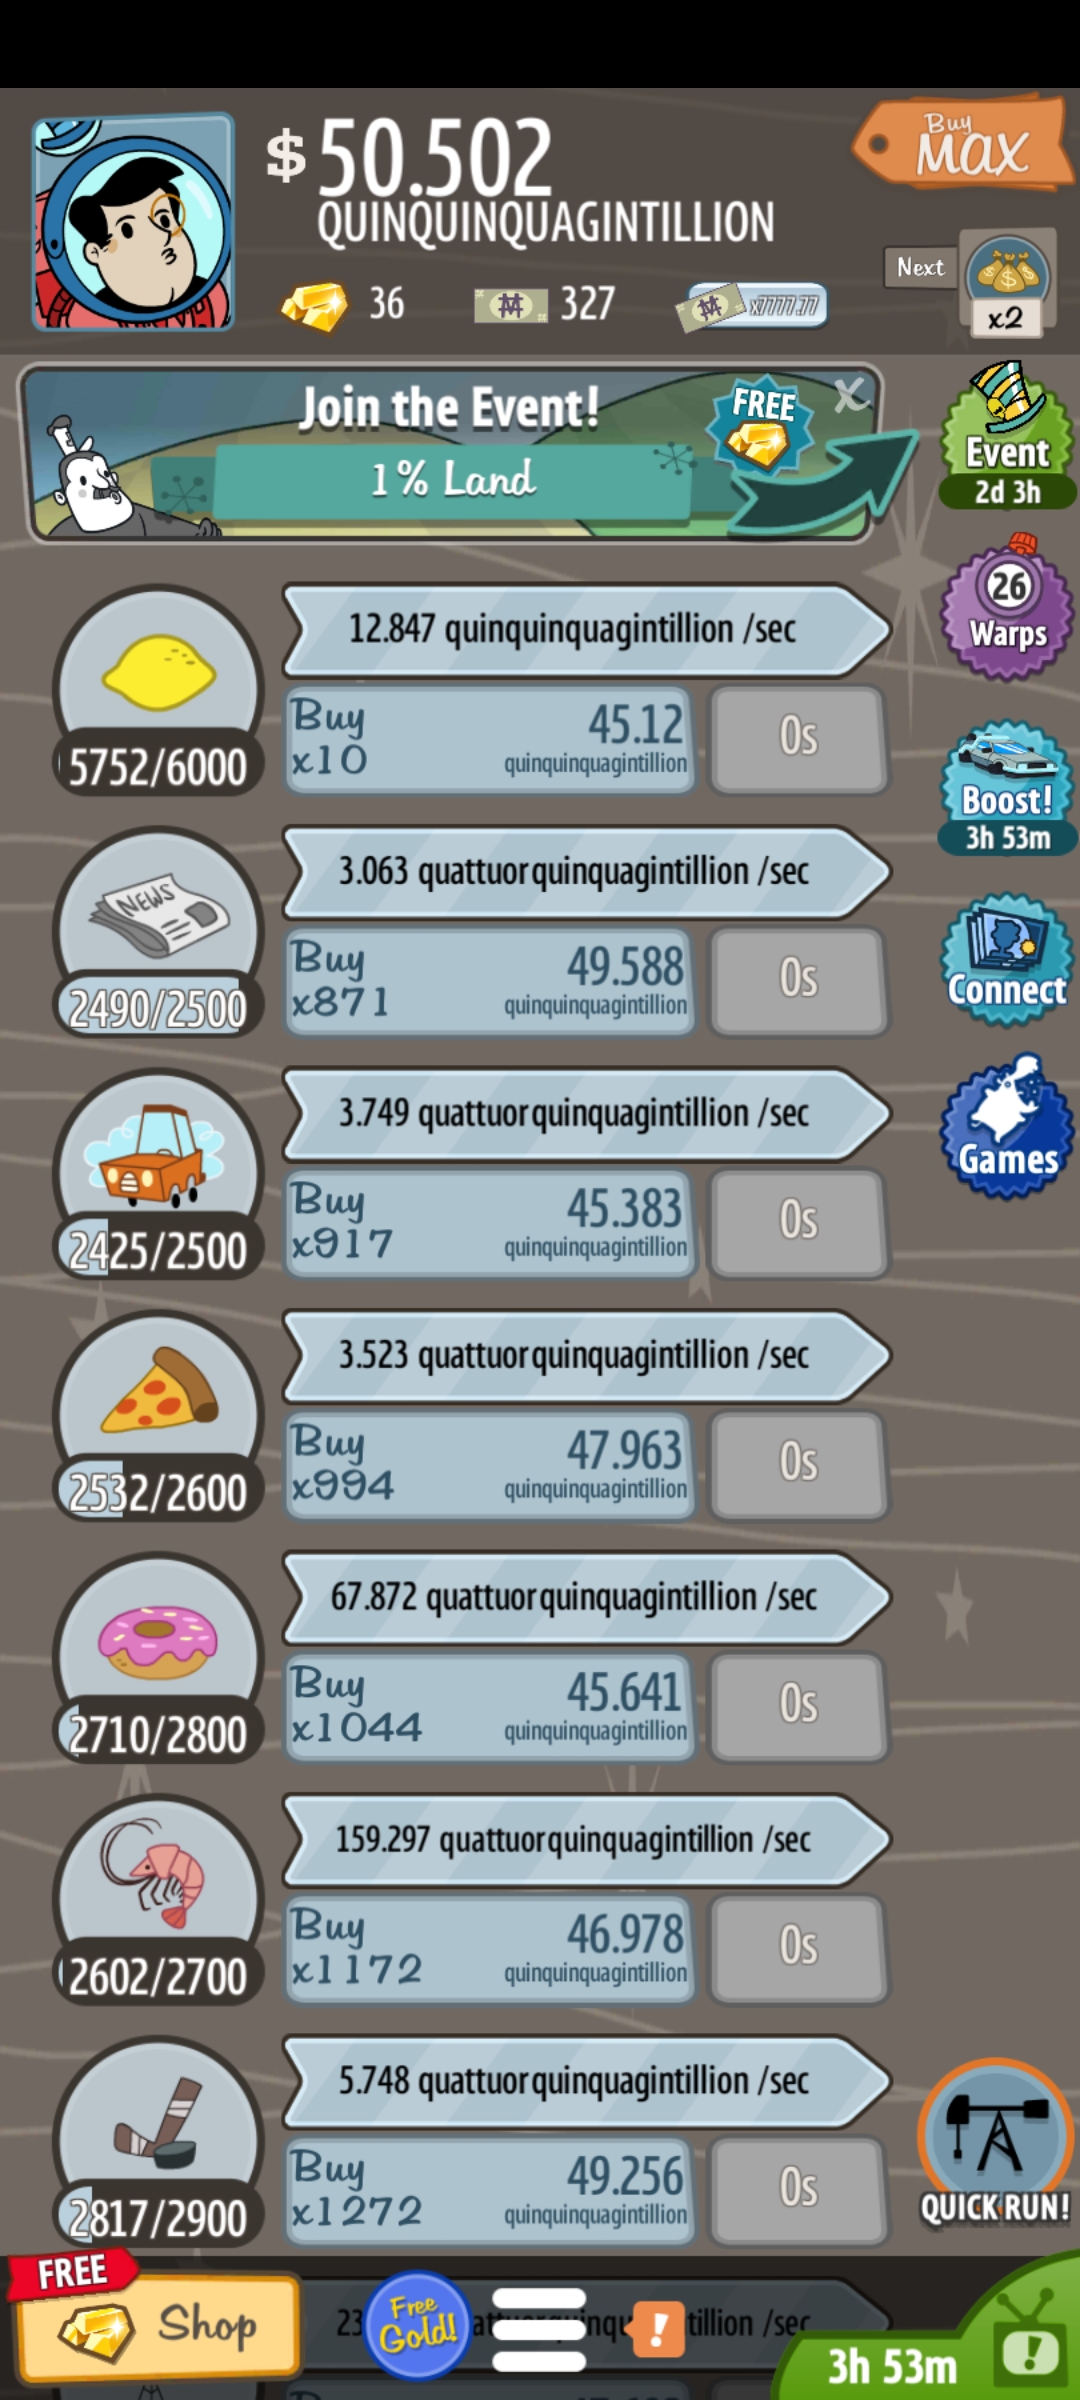 $ 50.502
QUINQUINQUAGINTILLION
Buy
MAX
36
327
x7777.77
Next
x2
Join the Event!
1% Land
FREE
X
Event
2d 3h
26
Warps
Boost!
3h 53m
Connect
Games
5752/6000
12.847 quinquinquagintillion /sec
Buy
x10
45.12
quinquinquagintillion
0s
NEWS
2490/2500
3.063 quattuorquinquagintillion /sec
Buy
x871
49.588
quinquinquagintillion
0s
2425/2500
3.749 quattuorquinquagintillion /sec
Buy
x917
45.383
quinquinquagintillion
0s
2532/2600
3.523 quattuorquinquagintillion /sec
Buy
x994
47.963
quinquinquagintillion
0s
2710/2800
67.872 quattuorquinquagintillion /sec
Buy
x1044
45.641
quinquinquagintillion
0s
2602/2700
159.297 quattuorquinquagintillion /sec
Buy
x1172
46.978
quinquinquagintillion
0s
2817/2900
5.748 quattuorquinquagintillion /sec
Buy
x1272
49.256
quinquinquagintillion
0s
QUICK RUN!
FREE
Shop
Free
Gold!
!
/sec
3h 53m
!